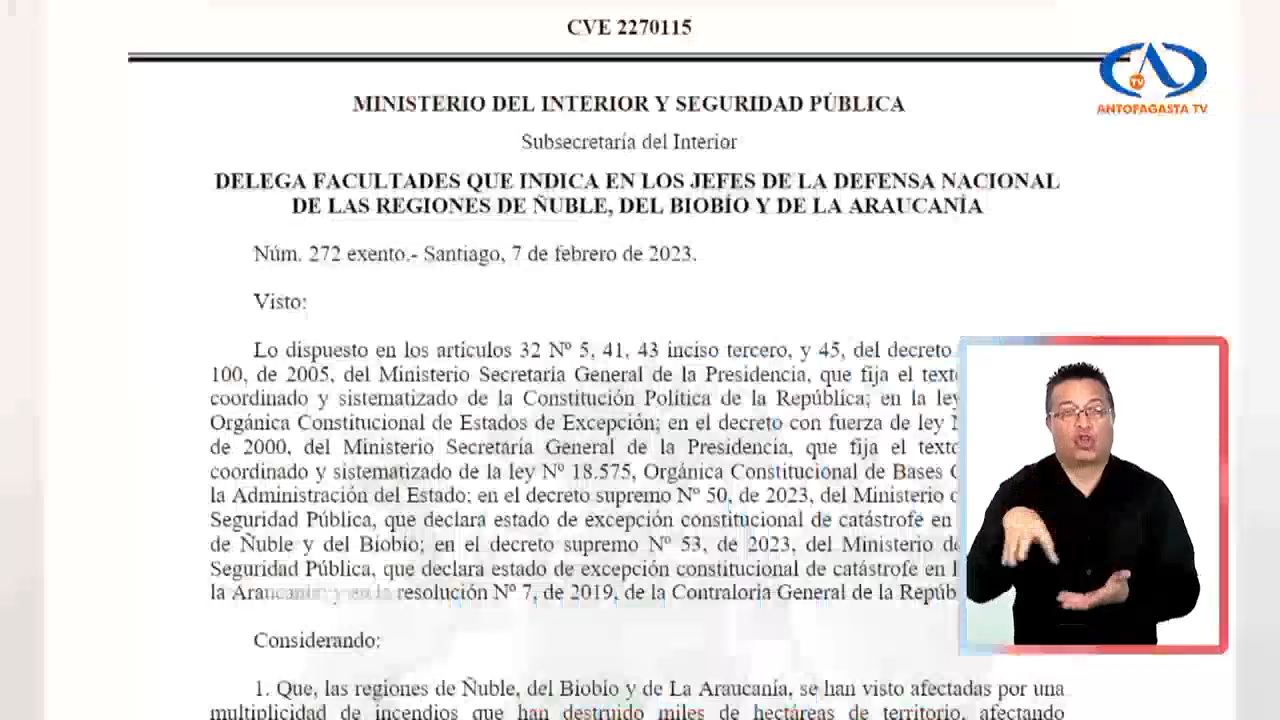 CVE 2270115
TV
ANTOFAGASTA TV
MINISTERIO DEL INTERIOR Y SEGURIDAD PÚBLICA
Subsecretaría del Interior
DELEGA FACULTADES QUE INDICA EN LOS JEFES DE LA DEFENSA NACIONAL
DE LAS REGIONES DE ÑUBLE, DEL BIOBÍO Y DE LA ARAUCANÍA
Núm. 272 exento.- Santiago, 7 de febrero de 2023.
Visto:
Lo dispuesto en los artículos 32 Nº 5, 41, 43 inciso tercero, y 45, del decreto
100, de 2005, del Ministerio Secretaría General de la Presidencia, que fija el
coordinado y sistematizado de la Constitución Política de la República; en la
Orgánica Constitucional de Estados de Excepción; en el decreto con fuerza de ley
de 2000, del Ministerio Secretaría General de la Presidencia, que fija el
coordinado y sistematizado de la ley Nº 18.575, Orgánica Constitucional de Bases
la Administración del Estado; en el decreto supremo Nº 50, de 2023, del Ministerio
Seguridad Pública, que declara estado de excepción constitucional de catástrofe en
de Ñuble y del Biobío; en el decreto supremo Nº 53, de 2023, del Ministerio
Seguridad Pública, que declara estado de excepción constitucional de catástrofe en
la Araucanía; y en la resolución Nº 7, de 2019, de la Contraloría General de la
Considerando:
1. Que, las regiones de Ñuble, del Biobío y de La Araucanía, se han visto afectadas por una
multiplicidad de incendios que han destruido miles de hectáreas de territorio, afectando